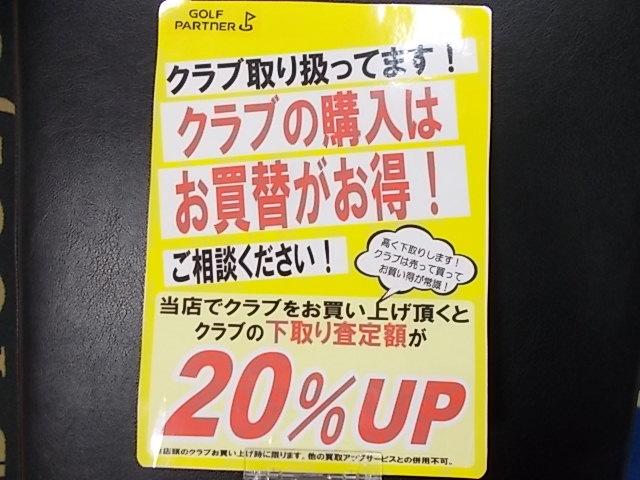 GOLF
PARTNER
クラブ取り扱ってます！
クラブの購入は
お買替がお得！
ご相談ください！
高く下取りします！
クラブは売って買って
お買い得が常識！
当店でクラブをお買い上げ頂くと
クラブの下取り査定額が
20%UP
店頭のクラブお買い上げ時に限ります。他の買取アップサービスとの併用不可。